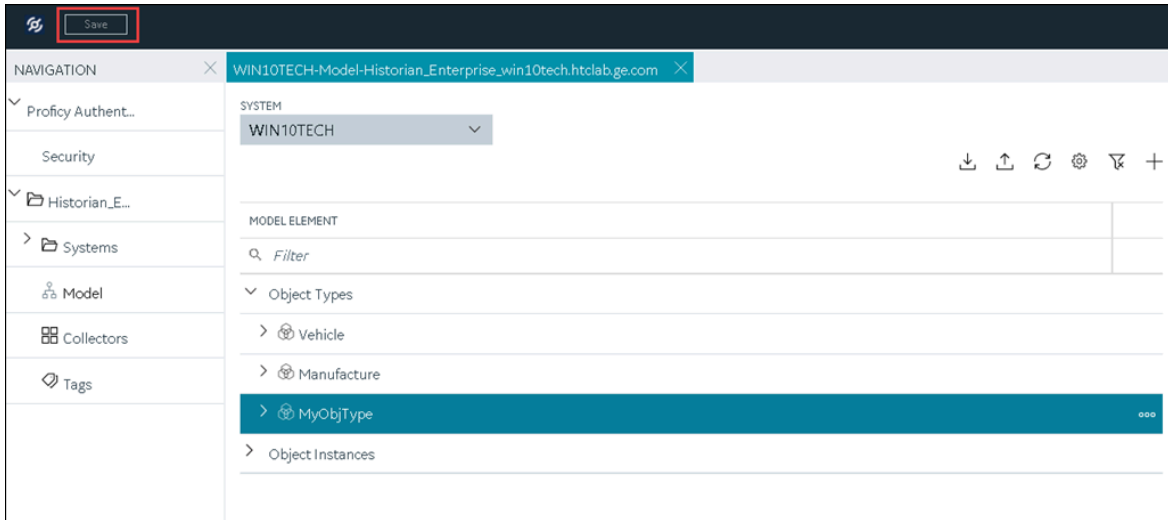 Save
NAVIGATION
WIN10TECH-Model-Historian_Enterprise_win10tech.htclab.ge.com
Proficy Authent...
Security
Historian_E...
Systems
Model
Collectors
Tags
SYSTEM
WIN10TECH
MODEL ELEMENT
Filter
Object Types
Vehicle
Manufacture
MyObjType
Object Instances